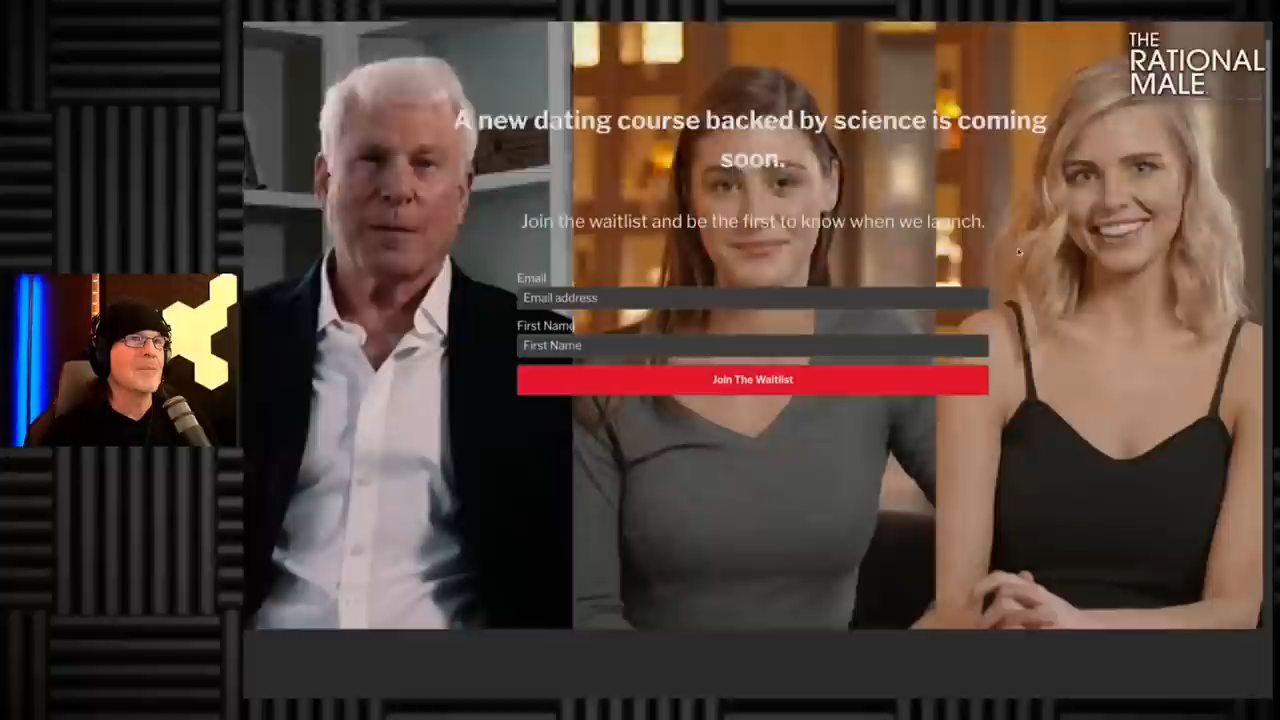 THE
RATIONAL
MALE
A new dating course backed by science is coming
soon.
Join the waitlist and be the first to know when we launch.
Email
Email address
First Name
First Name
Join The Waitlist